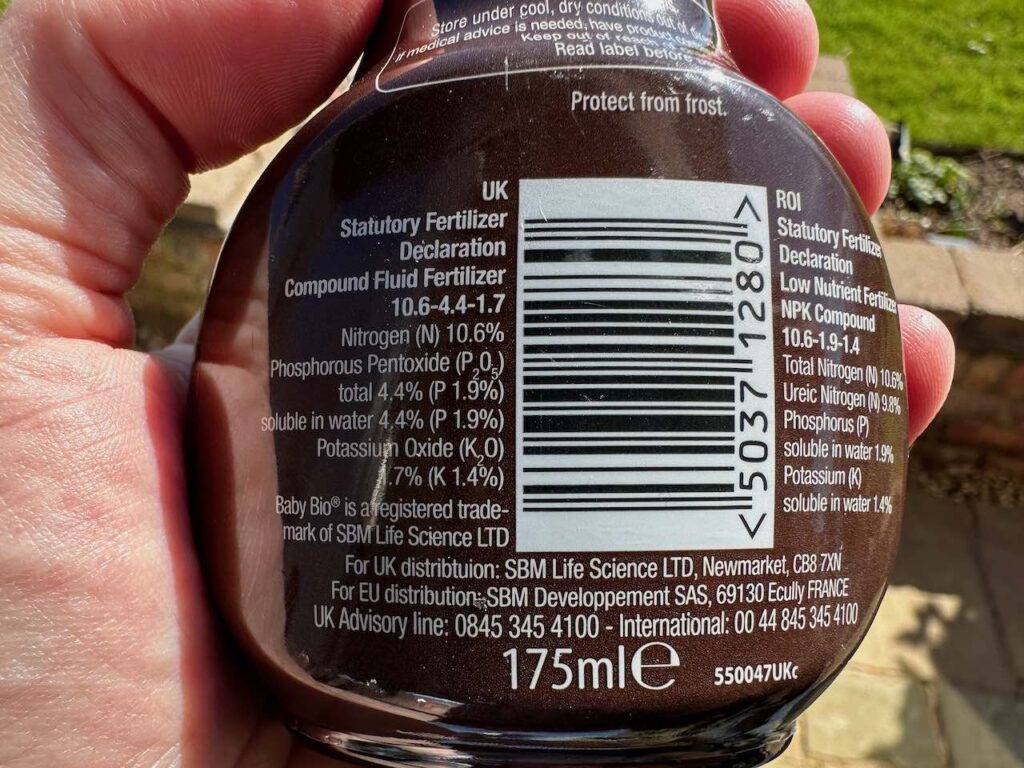 Store under cool, dry conditions out of
if medical advice is needed, have product
Keep out of reach
Read label before
Protect from frost.
UK
Statutory Fertilizer
Declaration
Compound Fluid Fertilizer
10.6-4.4-1.7
Nitrogen (N) 10.6%
Phosphorous Pentoxide (P₂O₅)
total 4.4% (P 1.9%)
soluble in water 4.4% (P 1.9%)
Potassium Oxide (K₂O)
.7% (K 1.4%)
Baby Bio® is a registered trade-
mark of SBM Life Science LTD
<5037 1280>
ROI
Statutory Fertilizer
Declaration
Low Nutrient Fertilizer
NPK Compound
10.6-1.9-1.4
Total Nitrogen (N) 10.6%
Ureic Nitrogen (N) 9.8%
Phosphorus (P)
soluble in water 1.9%
Potassium (K)
soluble in water 1.4%
For UK distribtuion: SBM Life Science LTD, Newmarket, CB8 7XN
For EU distribution: SBM Developpement SAS, 69130 Ecully FRANCE
UK Advisory line: 0845 345 4100 - International: 00 44 845 345 4100
175ml℮
550047UKc